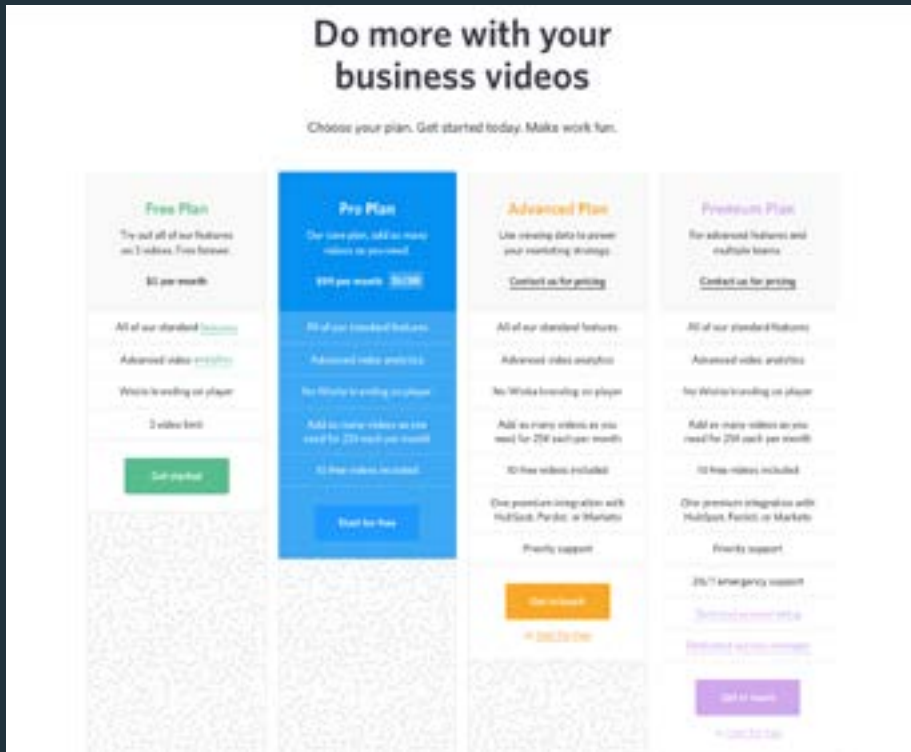 Do more with your
business videos
Choose your plan. Get started today. Make work fun.
Free Plan
Try out all of our features
on 3 videos. Free forever.
per month
All of our standard features
Advanced video analytics
Wistia branding on player
3 video limit
Get started
Pro Plan
Our core plan, add as many
videos as you need.
per month
All of our standard features
Advanced video analytics
No Wistia branding on player
Add as many videos as you
need for 25¢ each per month
10 free videos included
Start for free
Advanced Plan
Use viewing data to power
your marketing strategy.
Contact us for pricing
All of our standard features
Advanced video analytics
No Wistia branding on player
Add as many videos as you
need for 25¢ each per month
10 free videos included
One premium integration with
HubSpot, Pardot, or Marketo
Priority support
Get in touch
Premium Plan
For advanced features and
multiple teams.
Contact us for pricing
All of our standard features
Advanced video analytics
No Wistia branding on player
Add as many videos as you
need for 25¢ each per month
10 free videos included
One premium integration with
HubSpot, Pardot, or Marketo
Priority support
24/7 emergency support
Get in touch